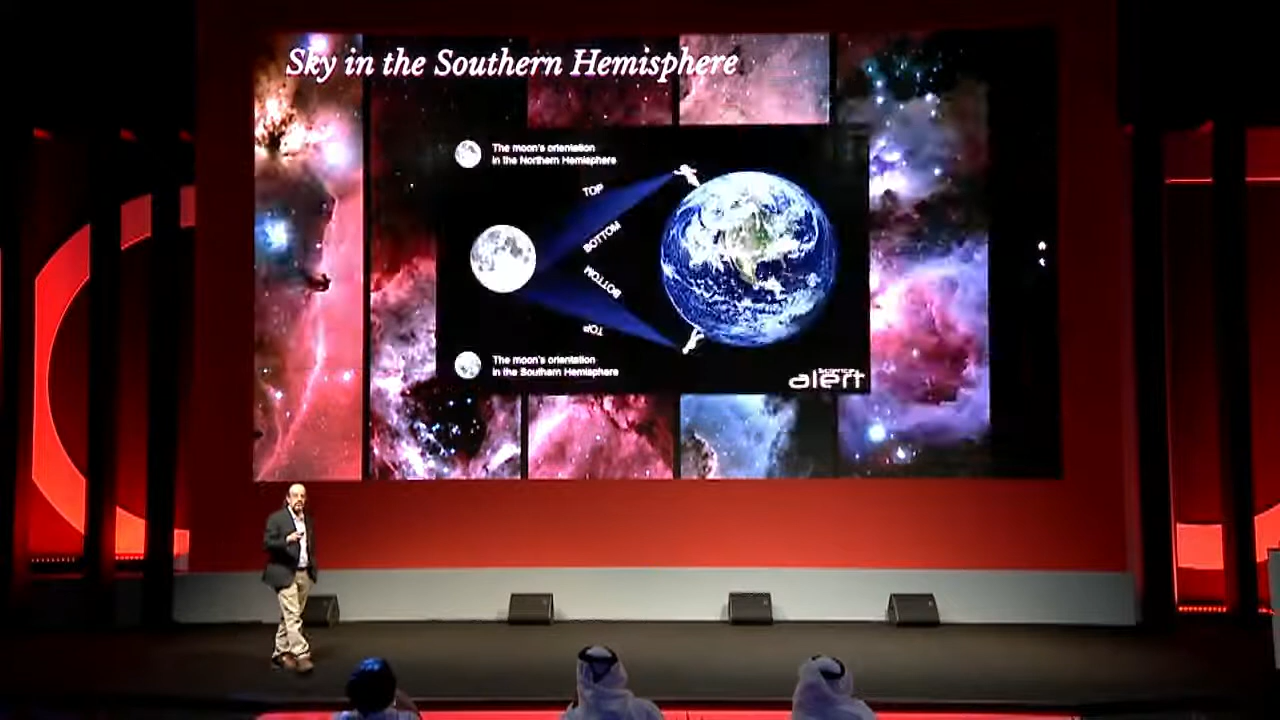 Sky in the Southern Hemisphere
The moon's orientation
in the Northern Hemisphere
TOP
BOTTOM
BOTTOM
TOP
The moon's orientation
in the Southern Hemisphere
science
alert